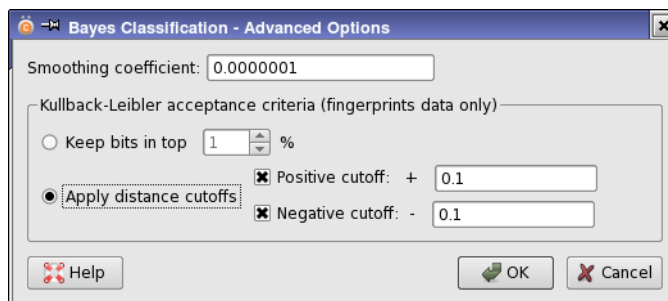 Bayes Classification - Advanced Options
Smoothing coefficient: 0.0000001
Kullback-Leibler acceptance criteria (fingerprints data only)
Keep bits in top 1 %
Apply distance cutoffs
Positive cutoff: + 0.1
Negative cutoff: - 0.1
Help OK Cancel